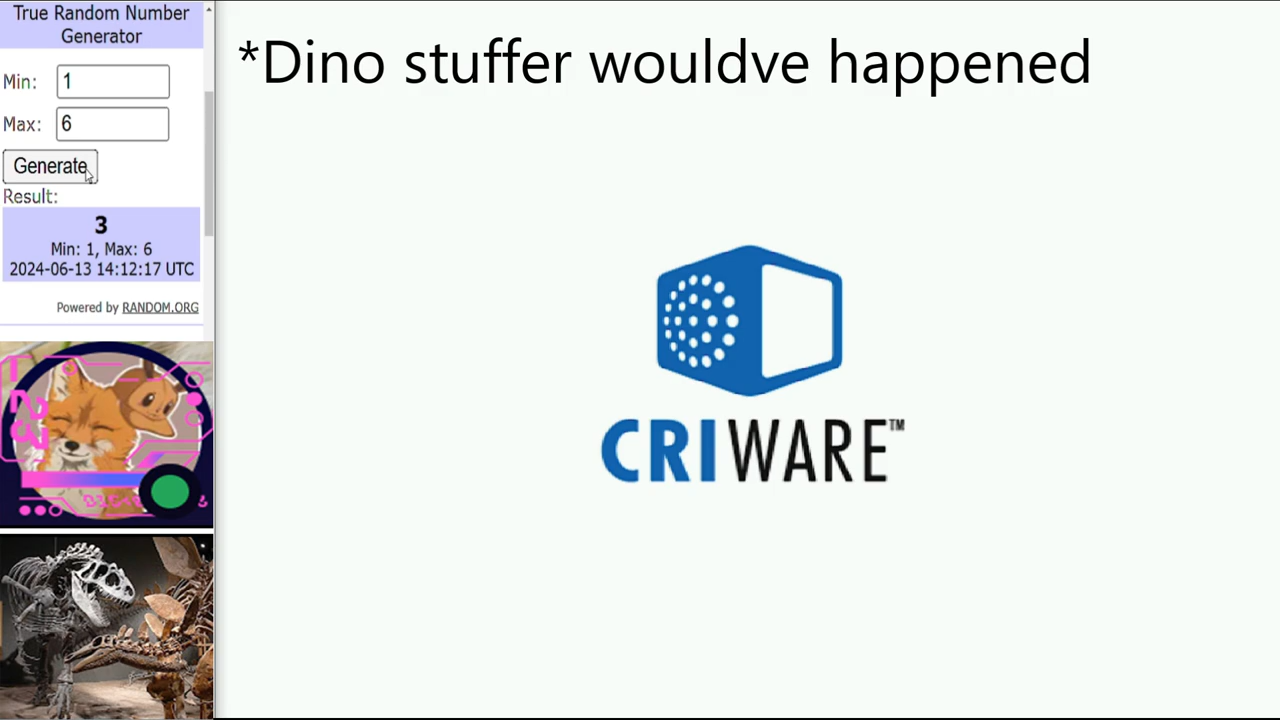 True Random Number
Generator
Min: 1
Max: 6
Generate
Result:
3
Min: 1, Max: 6
2024-06-13 14:12:17 UTC
Powered by RANDOM.ORG
*Dino stuffer wouldve happened
CRIWARE™